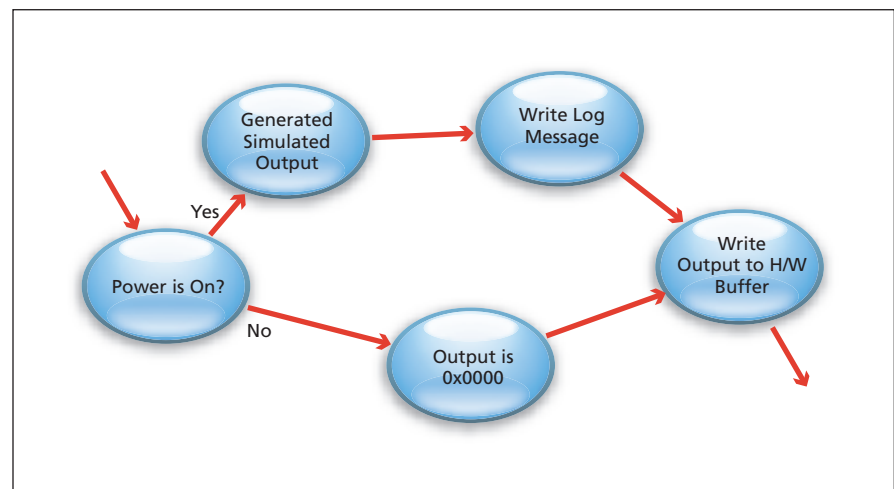 Generated
Simulated
Output
Write Log
Message
Yes
Power is On?
Write
Output to H/W
Buffer
No
Output is
0x0000